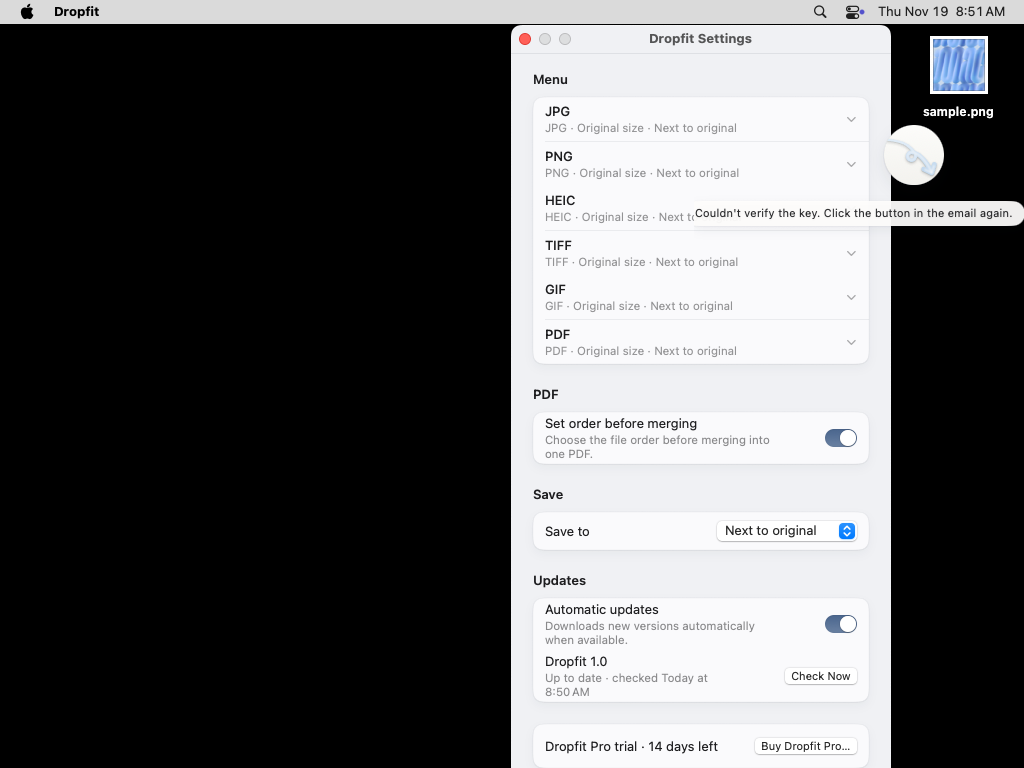 Dropfit
Thu Nov 19 8:51 AM
Dropfit Settings
sample.png
Menu
JPG
JPG · Original size · Next to original
PNG
PNG · Original size · Next to original
HEIC
HEIC · Original size · Next to
Couldn't verify the key. Click the button in the email again.
TIFF
TIFF · Original size · Next to original
GIF
GIF · Original size · Next to original
PDF
PDF · Original size · Next to original
PDF
Set order before merging
Choose the file order before merging into
one PDF.
Save
Save to
Next to original
Updates
Automatic updates
Downloads new versions automatically
when available.
Dropfit 1.0
Up to date · checked Today at
8:50 AM
Check Now
Dropfit Pro trial · 14 days left
Buy Dropfit Pro...